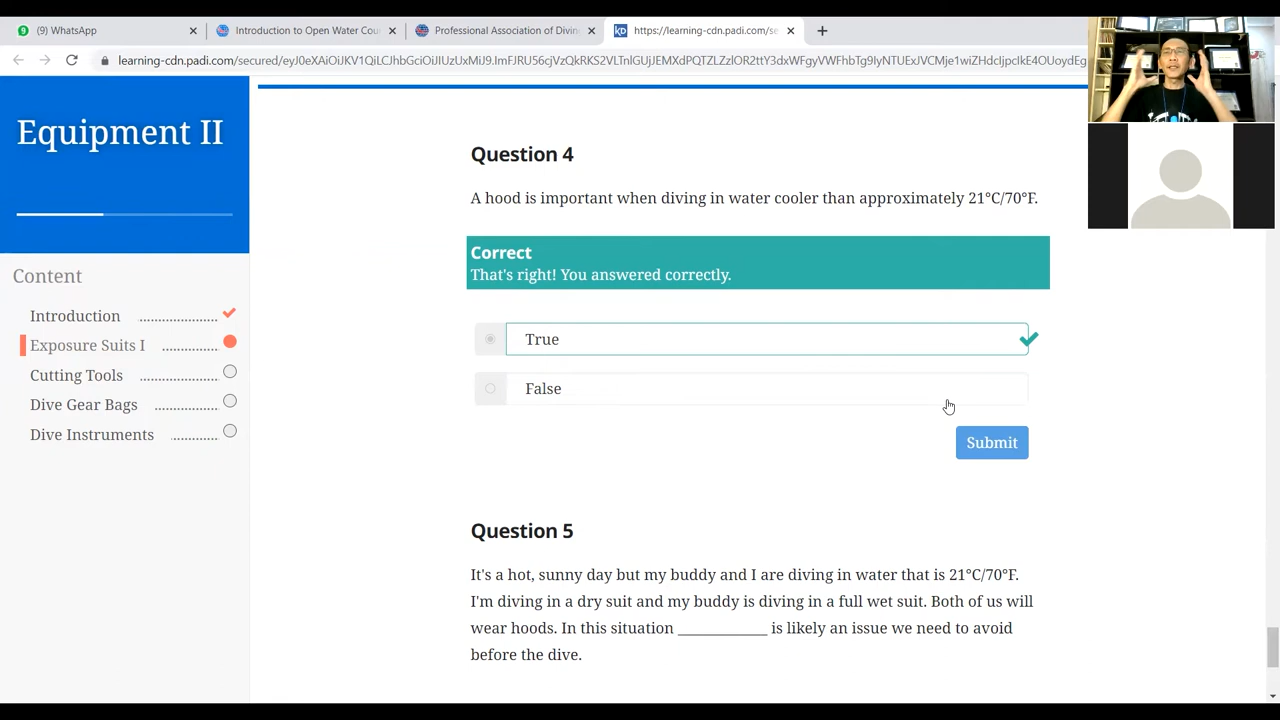 (9) WhatsApp
Introduction to Open Water Cou
Professional Association of Divin
https://learning-cdn.padi.com/se
Equipment II
Content
Introduction
Exposure Suits I
Cutting Tools
Dive Gear Bags
Dive Instruments
Question 4
A hood is important when diving in water cooler than approximately 21°C/70°F.
Correct
That's right! You answered correctly.
True
False
Submit
Question 5
It's a hot, sunny day but my buddy and I are diving in water that is 21°C/70°F.
I'm diving in a dry suit and my buddy is diving in a full wet suit. Both of us will
wear hoods. In this situation ____________ is likely an issue we need to avoid
before the dive.